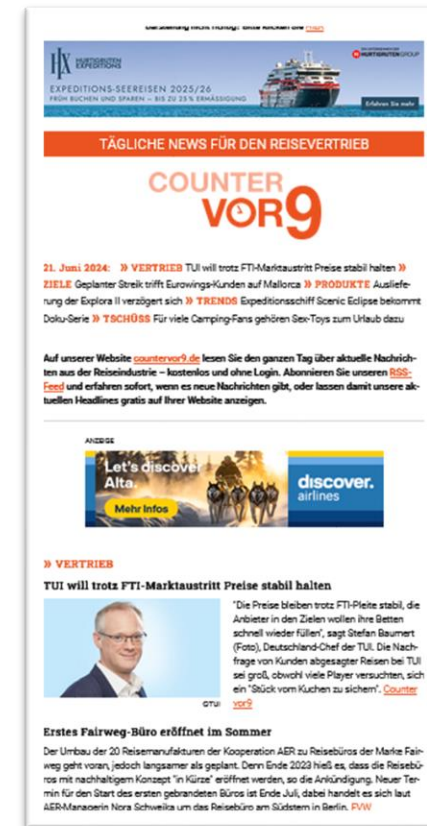 Darstellung nicht richtig? Bitte klicken Sie
HX HURTIGRUTEN
EXPEDITIONS
HURTIGRUTEN GROUP
EXPEDITIONS-SEEREISEN 2025/26
FRÜH BUCHEN UND SPAREN – BIS ZU 25 % ERMÄSSIGUNG
Erfahren Sie mehr
TÄGLICHE NEWS FÜR DEN REISEVERTRIEB
COUNTER
VOR9
21. Juni 2024: » VERTRIEB TUI will trotz FTI-Marktaustritt Preise stabil halten »
ZIELE Geplanter Streik trifft Eurowings-Kunden auf Mallorca » PRODUKTE Ausliefe-
rung der Explora II verzögert sich » TRENDS Expeditionsschiff Scenic Eclipse bekommt
Doku-Serie » TSCHÜSS Für viele Camping-Fans gehören Sex-Toys zum Urlaub dazu
Auf unserer Website countervor9.de lesen Sie den ganzen Tag über aktuelle Nachrich-
ten aus der Reiseindustrie – kostenlos und ohne Login. Abonnieren Sie unseren RSS-
Feed und erfahren sofort, wenn es neue Nachrichten gibt, oder lassen damit unsere ak-
tuellen Headlines gratis auf Ihrer Website anzeigen.
ANZEIGE
Let's discover
Alta.
Mehr Infos
discover.
airlines
» VERTRIEB
TUI will trotz FTI-Marktaustritt Preise stabil halten
"Die Preise bleiben trotz FTI-Pleite stabil, die
Anbieter in den Zielen wollen ihre Betten
schnell wieder füllen", sagt Stefan Baumert
(Foto), Deutschland-Chef der TUI. Die Nach-
frage von Kunden abgesagter Reisen bei TUI
sei groß, obwohl viele Player versuchten, sich
ein "Stück vom Kuchen zu sichern". Counter
vor9
©TUI
Erstes Fairweg-Büro eröffnet im Sommer
Der Umbau der 20 Reisemanufakturen der Kooperation AER zu Reisebüros der Marke Fair-
weg geht voran, jedoch langsamer als geplant. Denn Ende 2023 hieß es, dass die Reisebü-
ros mit nachhaltigem Konzept "in Kürze" eröffnet werden, so die Ankündigung. Neuer Ter-
min für den Start des ersten gebrandeten Büros ist Ende Juli, dabei handelt es sich laut
AER-Managerin Nora Schweika um das Reisebüro am Südstern in Berlin. FVW